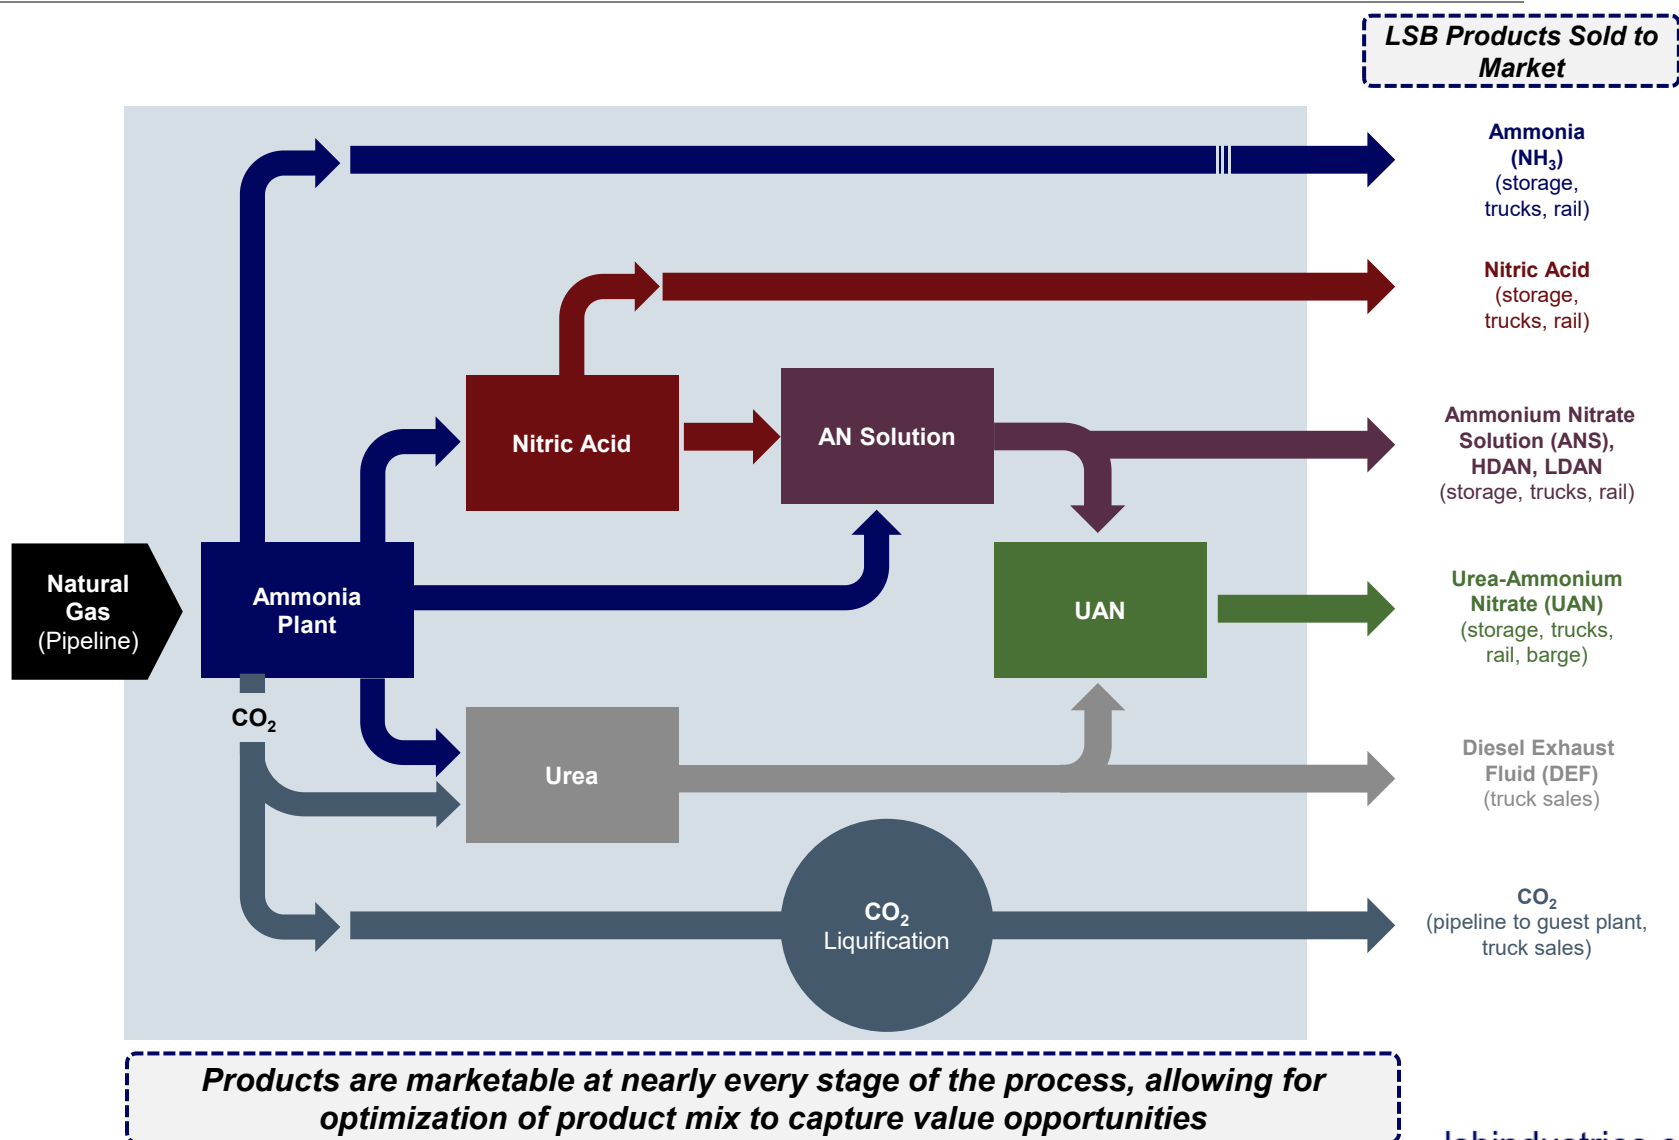 LSB Products Sold to
Market
Ammonia
(NH₃)
(storage,
trucks, rail)
Nitric Acid
(storage,
trucks, rail)
Nitric Acid
AN Solution
Ammonium Nitrate
Solution (ANS),
HDAN, LDAN
(storage, trucks, rail)
Natural
Gas
(Pipeline)
Ammonia
Plant
UAN
Urea-Ammonium
Nitrate (UAN)
(storage, trucks,
rail, barge)
CO₂
Urea
Diesel Exhaust
Fluid (DEF)
(truck sales)
CO₂
Liquification
CO₂
(pipeline to guest plant,
truck sales)
Products are marketable at nearly every stage of the process, allowing for
optimization of product mix to capture value opportunities